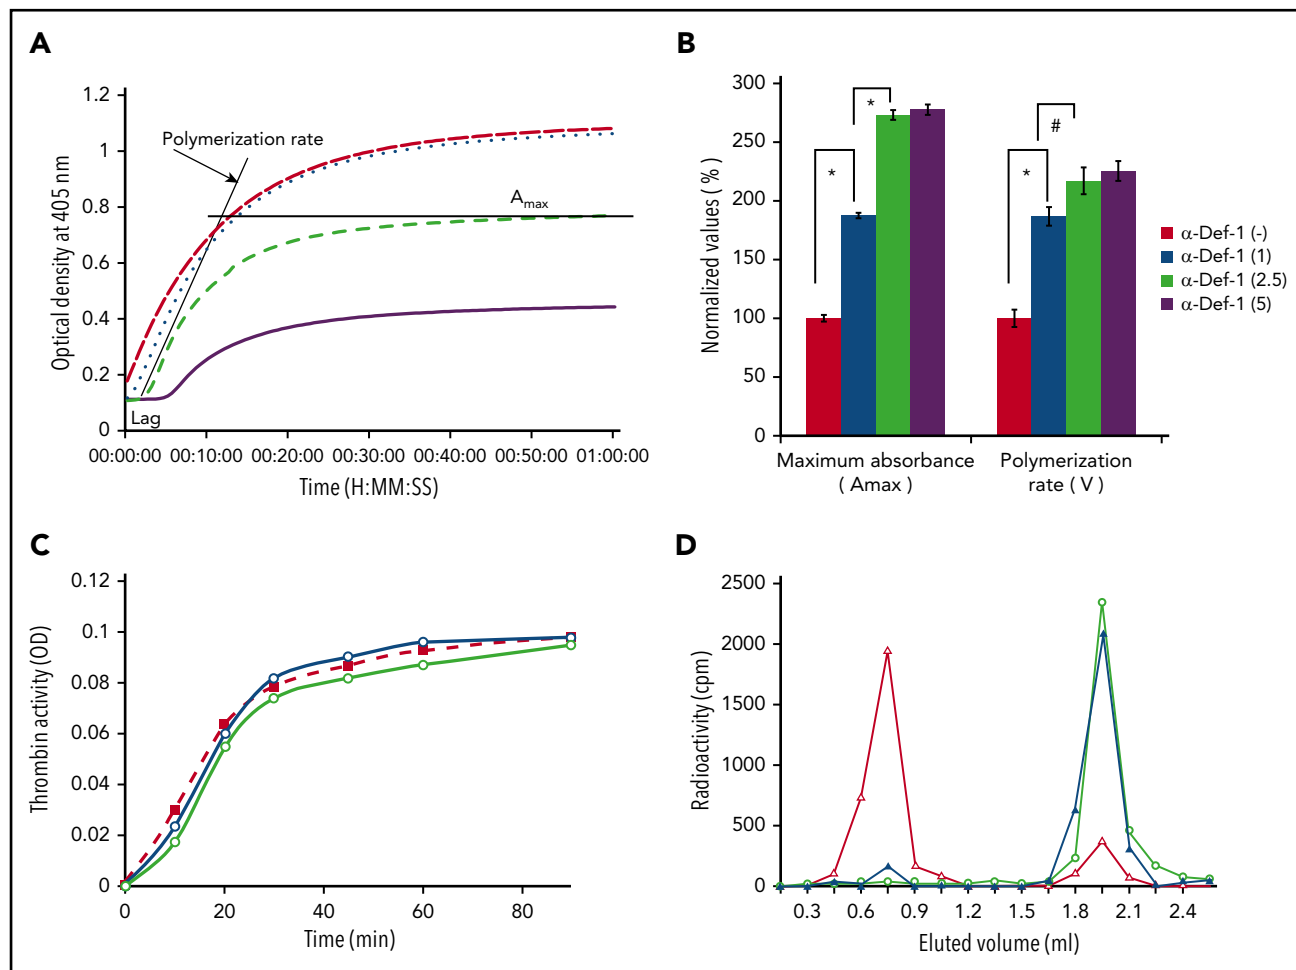 A
1.2
1
0.8
0.6
0.4
0.2
0
Optical density at 405 nm
Polymerization rate
Amax
Lag
00:00:00 00:10:00 00:20:00 00:30:00 00:40:00 00:50:00 01:00:00
Time (H:MM:SS)
B
300
250
200
150
100
50
0
Normalized values ( % )
*
*
*
#
Maximum absorbance
( Amax )
Polymerization
rate ( V )
α-Def-1 (-)
α-Def-1 (1)
α-Def-1 (2.5)
α-Def-1 (5)
C
0.12
0.1
0.08
0.06
0.04
0.02
0
Thrombin activity (OD)
0 20 40 60 80
Time (min)
D
2500
2000
1500
1000
500
0
Radioactivity (cpm)
0.3 0.6 0.9 1.2 1.5 1.8 2.1 2.4
Eluted volume (ml)